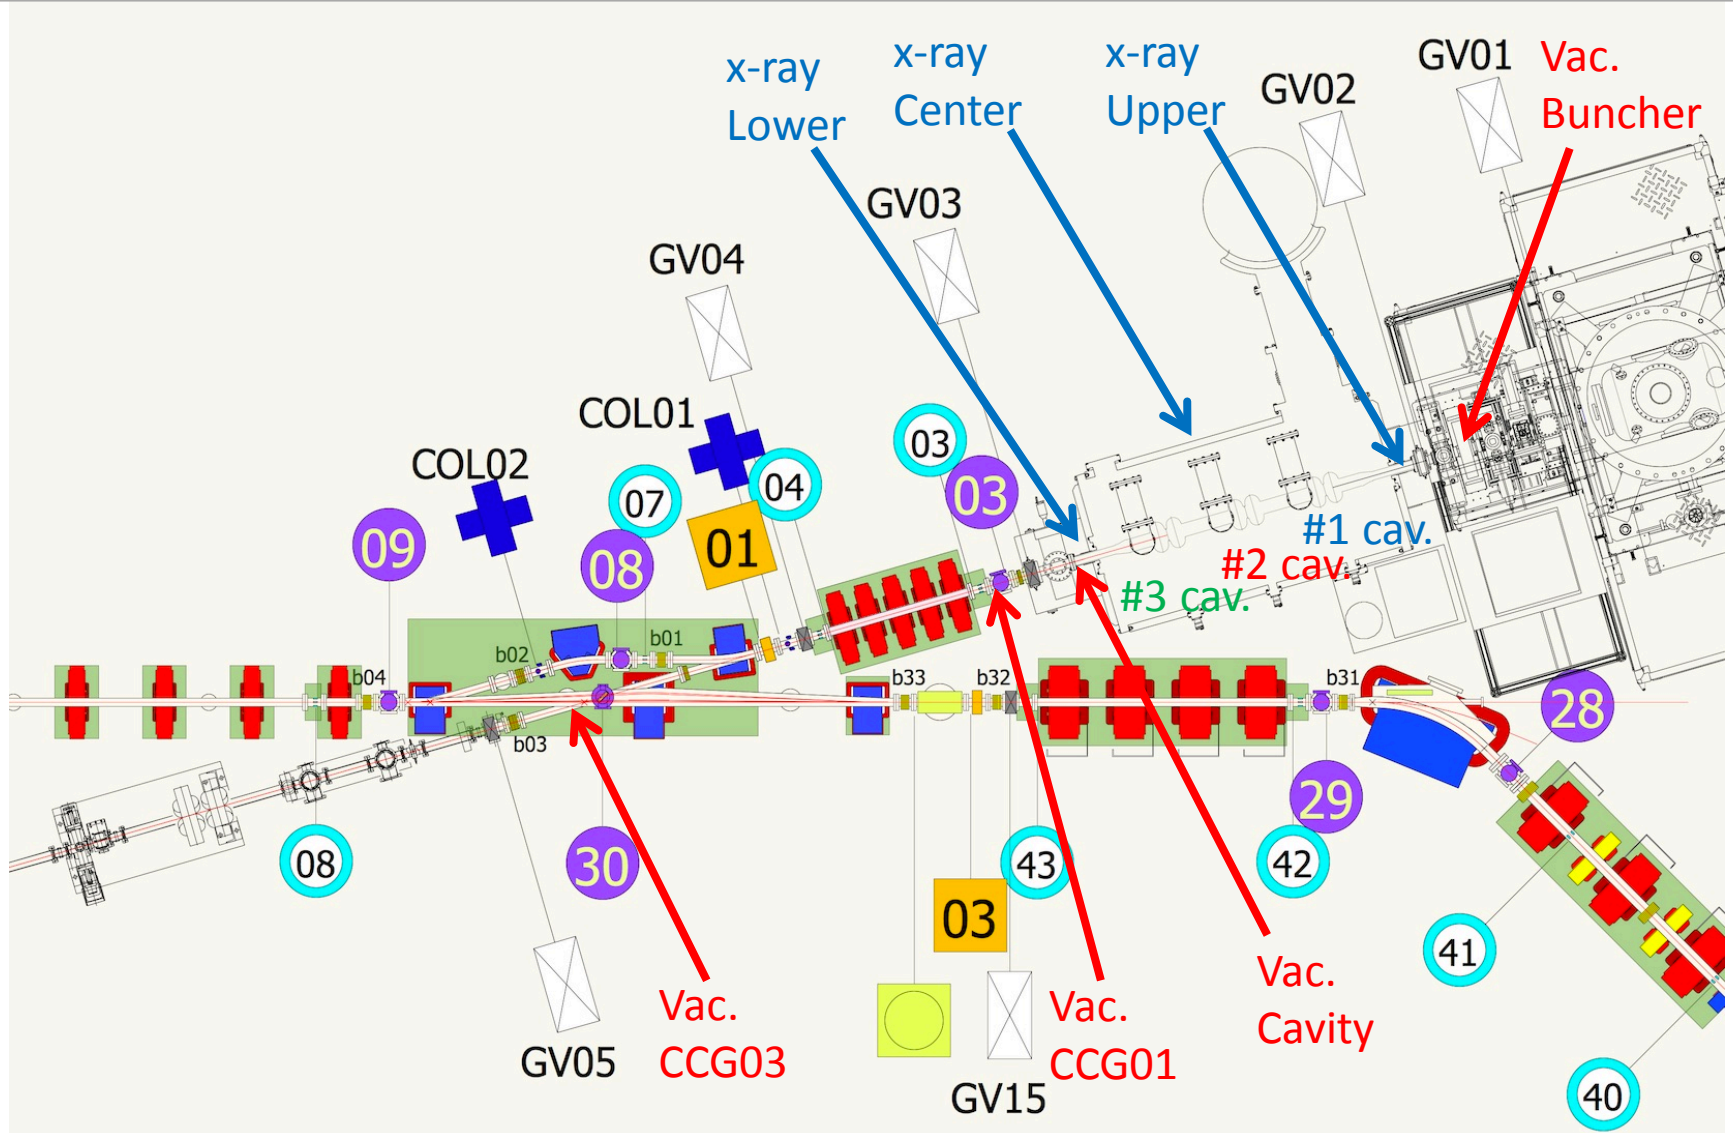 x-ray
Lower
x-ray
Center
x-ray
Upper
GV02
GV01
Vac.
Buncher
GV03
GV04
COL01
COL02
03
03
04
07
01
09
08
#1 cav.
#2 cav.
#3 cav.
b01
b02
b04
b03
b33
b32
b31
28
29
30
08
43
42
03
41
40
Vac.
CCG03
Vac.
CCG01
Vac.
Cavity
GV05
GV15